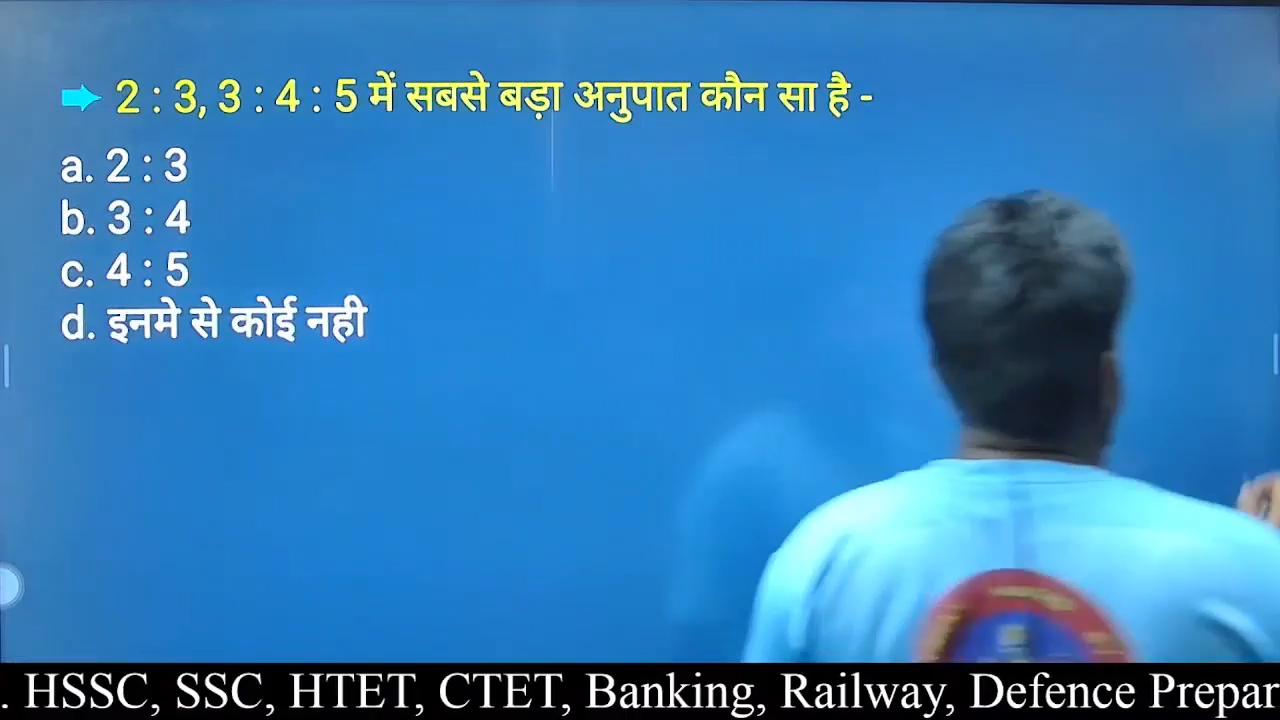 2 : 3, 3 : 4 : 5 में सबसे बड़ा अनुपात कौन सा है -
a. 2 : 3
b. 3 : 4
c. 4 : 5
d. इनमे से कोई नही
. HSSC, SSC, HTET, CTET, Banking, Railway, Defence Prepar